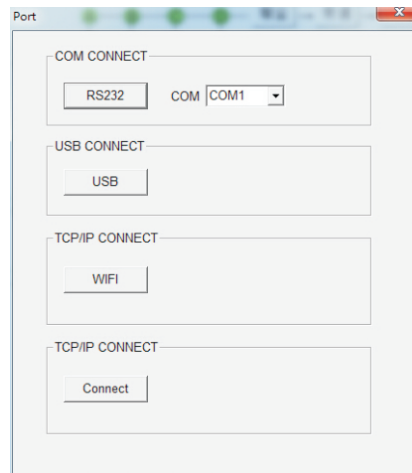 Port
COM CONNECT
RS232 COM COM1
USB CONNECT
USB
TCP/IP CONNECT
WIFI
TCP/IP CONNECT
Connect